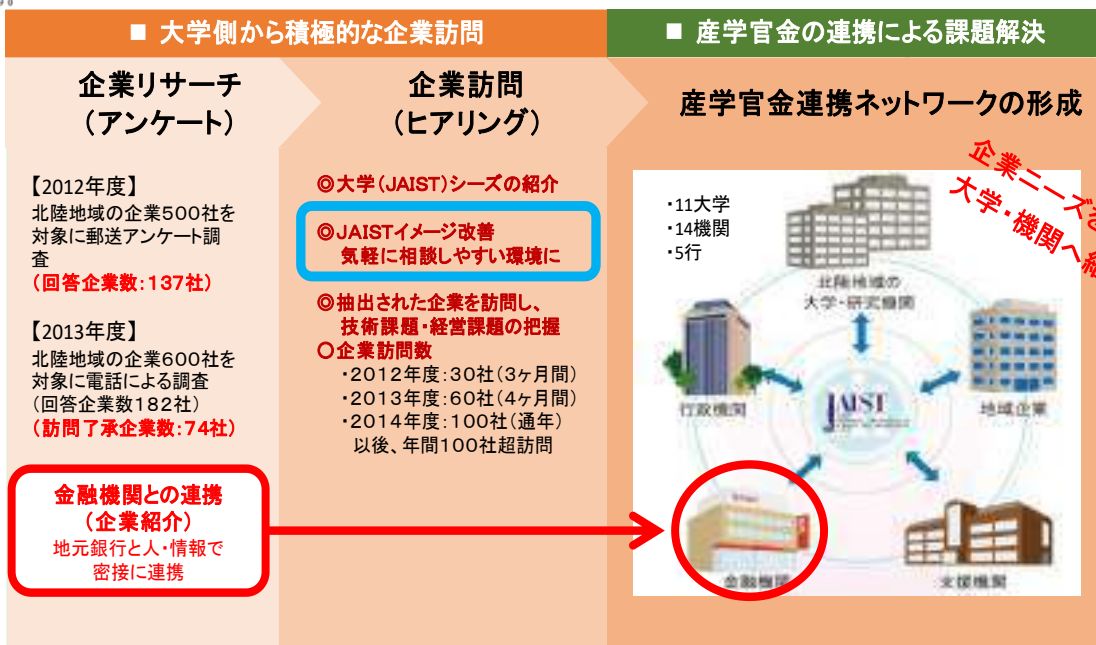 ■ 大学側から積極的な企業訪問
■ 産学官金の連携による課題解決
企業リサーチ
（アンケート）
企業訪問
（ヒアリング）
産学官金連携ネットワークの形成
【2012年度】
北陸地域の企業500社を
対象に郵送アンケート調
査
（回答企業数：137社）
【2013年度】
北陸地域の企業600社を
対象に電話による調査
（回答企業数182社）
（訪問了承企業数：74社）
金融機関との連携
（企業紹介）
地元銀行と人・情報で
密接に連携
◎大学（JAIST）シーズの紹介
◎JAISTイメージ改善
気軽に相談しやすい環境に
◎抽出された企業を訪問し、
技術課題・経営課題の把握
〇企業訪問数
・2012年度：30社（3ヶ月間）
・2013年度：60社（4ヶ月間）
・2014年度：100社（通年）
以後、年間100社超訪問
・11大学
・14機関
・5行
企業ニーズを
大学・機関へ
北陸地域の
大学・研究機関
行政機関
JAIST
地域企業
金融機関
支援機関